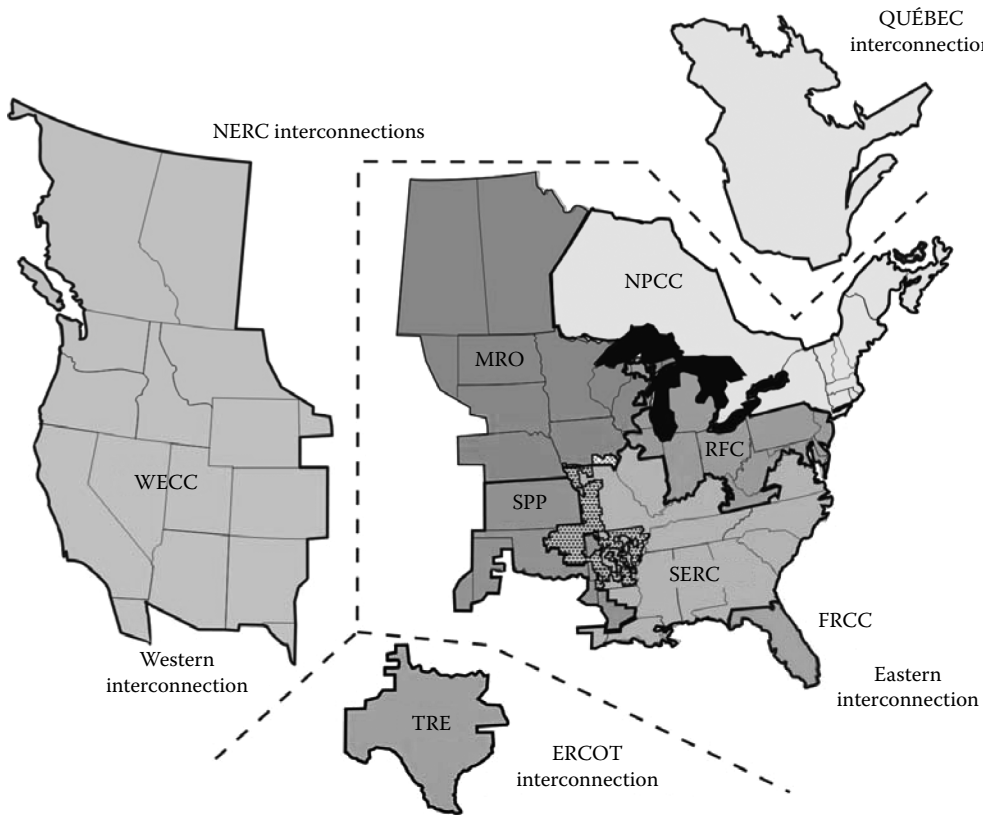 QUÉBEC
interconnection
NERC interconnections
NPCC
MRO
RFC
WECC
SPP
SERC
FRCC
Western
interconnection
Eastern
interconnection
TRE
ERCOT
interconnection